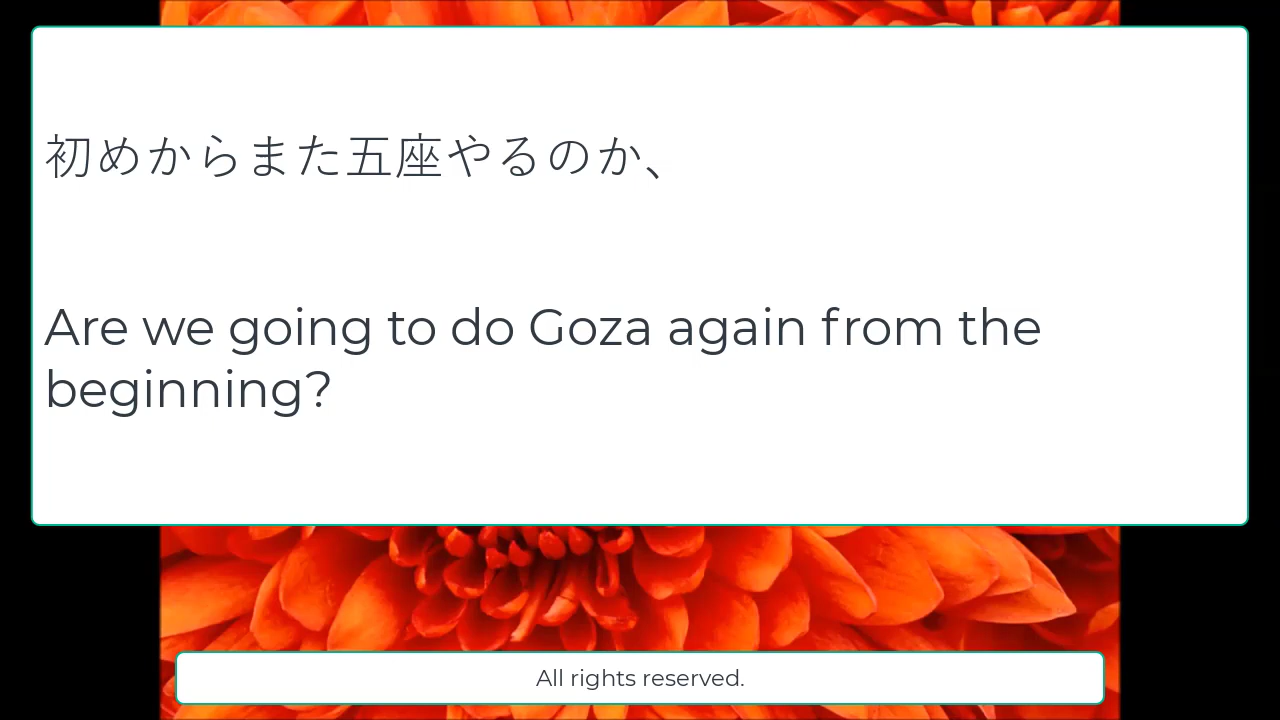 初めからまた五座やるのか、
Are we going to do Goza again from the
beginning?
All rights reserved.